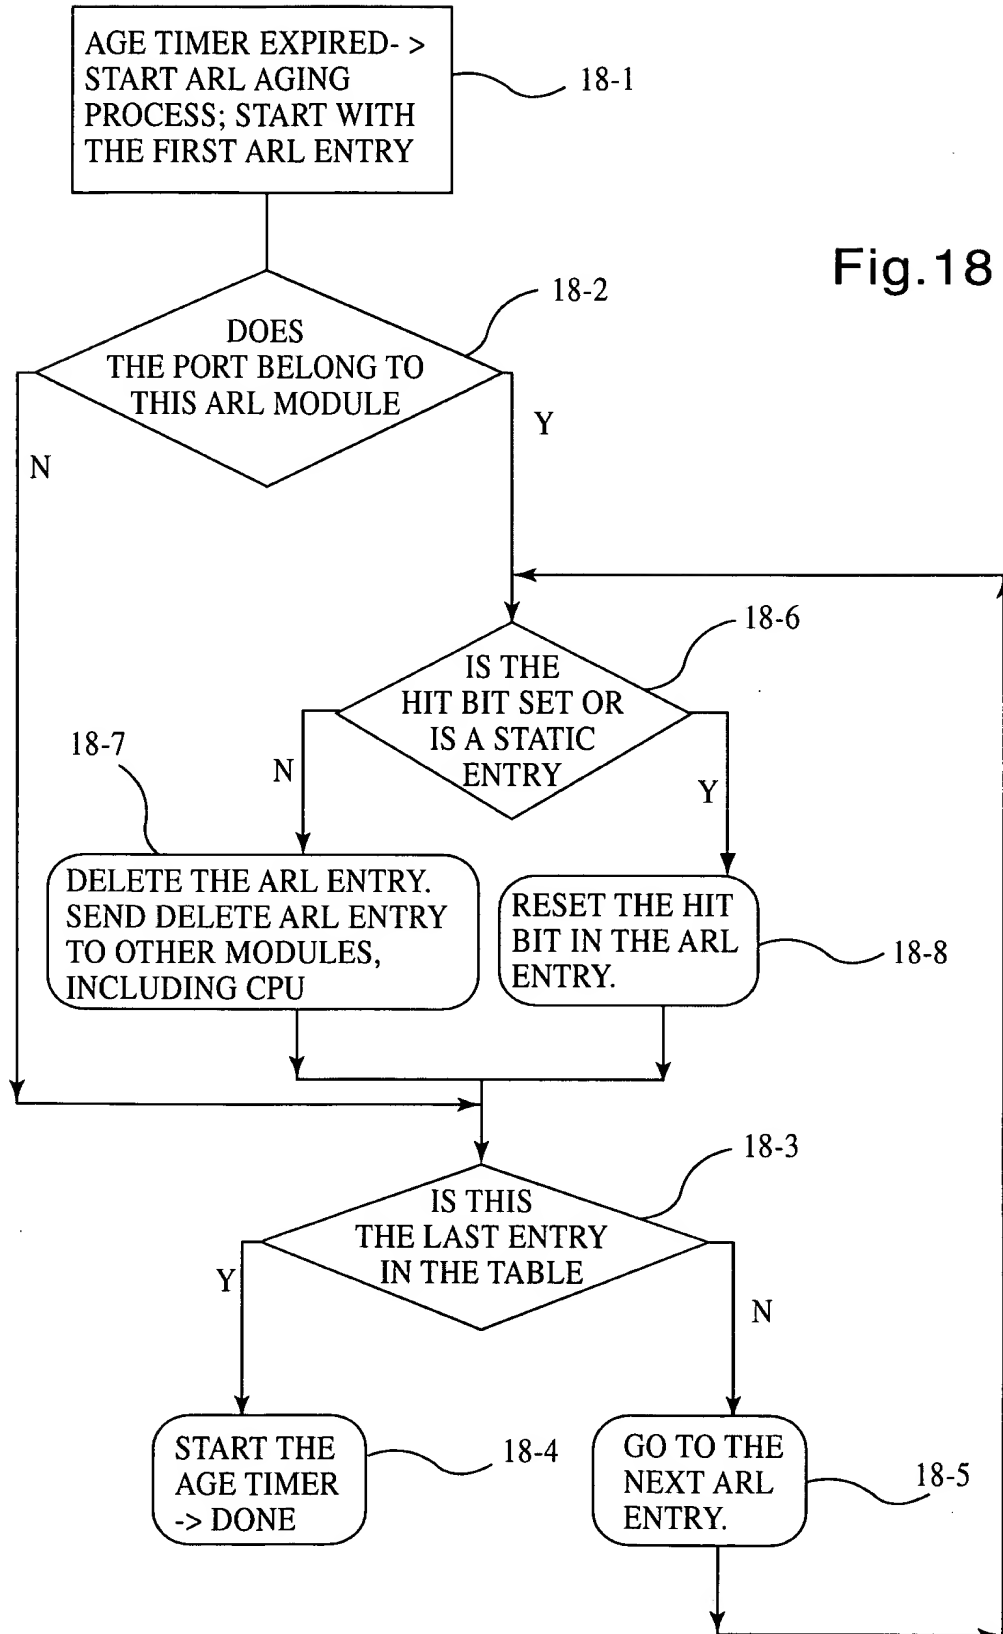 AGE TIMER EXPIRED- >
START ARL AGING
PROCESS; START WITH
THE FIRST ARL ENTRY
18-1
Fig.18
18-2
DOES
THE PORT BELONG TO
THIS ARL MODULE
Y
N
18-6
IS THE
HIT BIT SET OR
IS A STATIC
ENTRY
18-7
N
Y
DELETE THE ARL ENTRY.
SEND DELETE ARL ENTRY
TO OTHER MODULES,
INCLUDING CPU
RESET THE HIT
BIT IN THE ARL
ENTRY.
18-8
18-3
IS THIS
THE LAST ENTRY
IN THE TABLE
Y
N
START THE
AGE TIMER
-> DONE
18-4
GO TO THE
NEXT ARL
ENTRY.
18-5